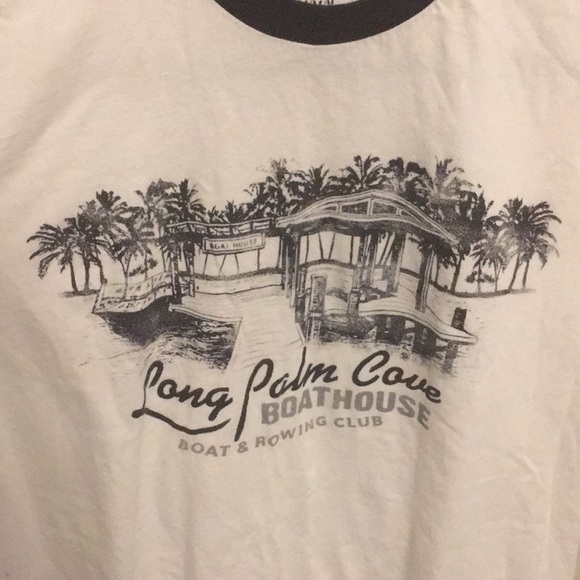 BOAT HOUSE
Long Palm Cove
BOATHOUSE
BOAT & ROWING CLUB